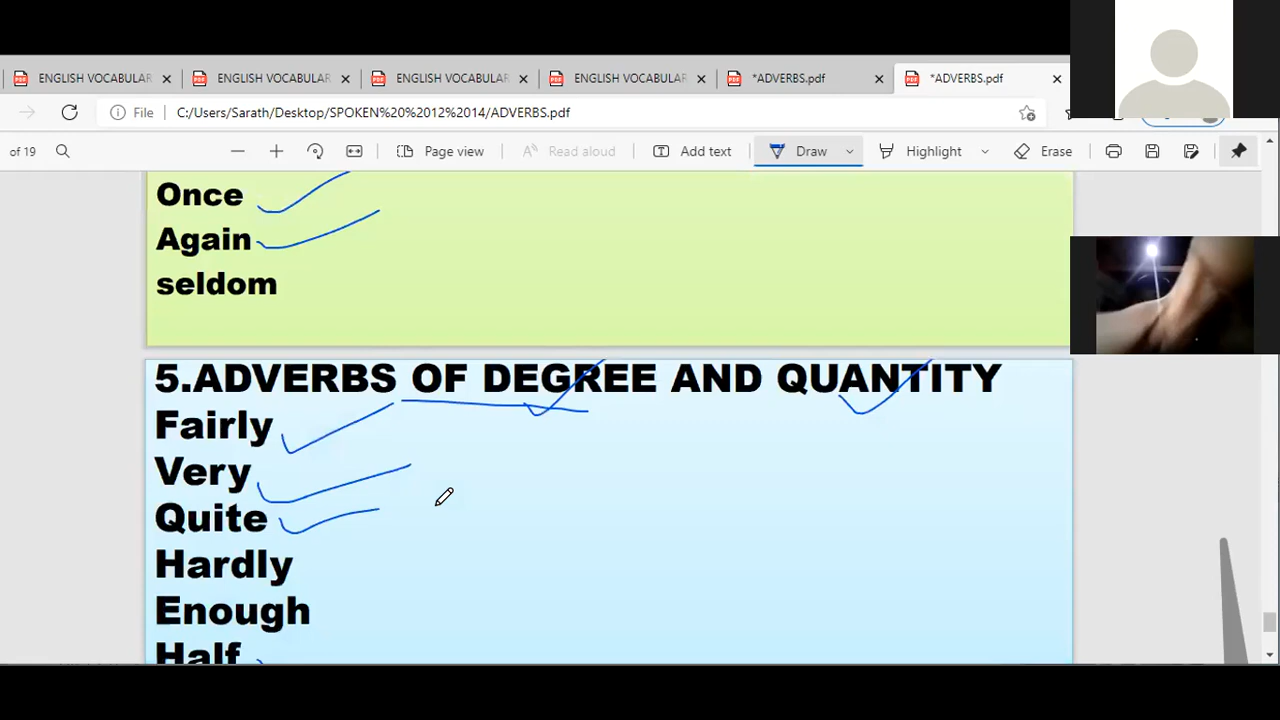 ENGLISH VOCABULAR
ENGLISH VOCABULAR
ENGLISH VOCABULAR
ENGLISH VOCABULAR
*ADVERBS.pdf
*ADVERBS.pdf
File C:/Users/Sarath/Desktop/SPOKEN%20%2012%2014/ADVERBS.pdf
of 19 Page view Read aloud Add text Draw Highlight Erase
Once
Again
seldom
5.ADVERBS OF DEGREE AND QUANTITY
Fairly
Very
Quite
Hardly
Enough
Half